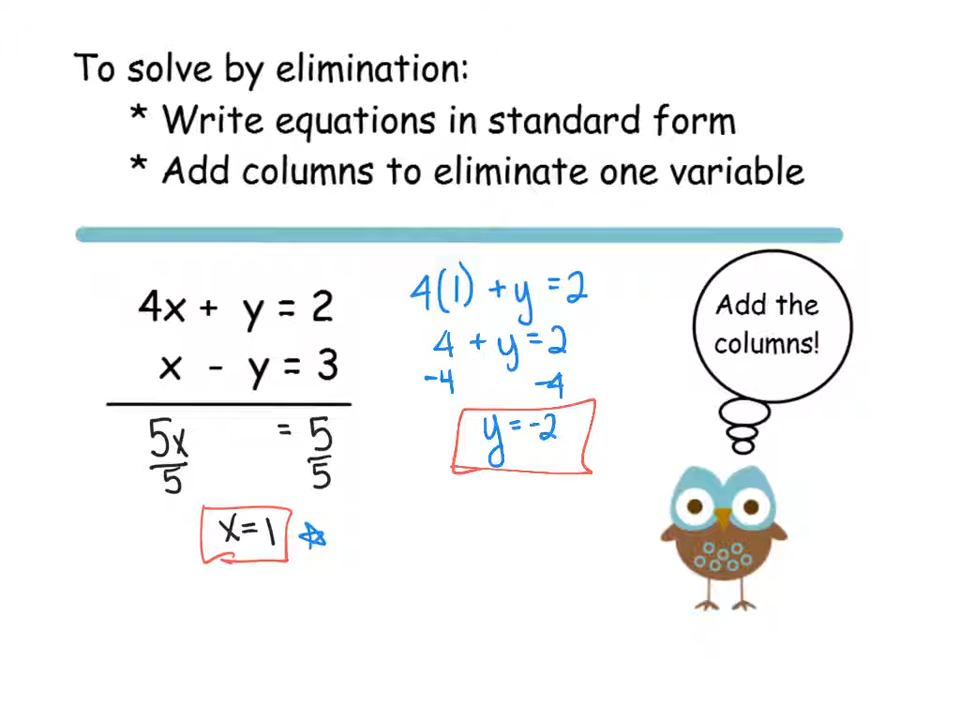 To solve by elimination:
* Write equations in standard form
* Add columns to eliminate one variable
4x + y = 2
x - y = 3
5x = 5
5 5
x=1
4(1) + y = 2
4 + y = 2
-4 -4
y = -2
Add the
columns!